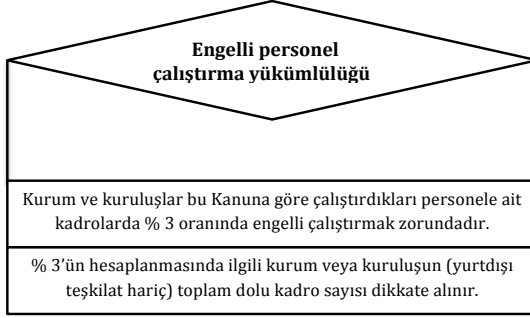 Engelli personel
çalıştırma yükümlülüğü
Kurum ve kuruluşlar bu Kanuna göre çalıştırdıkları personele ait
kadrolarda % 3 oranında engelli çalıştırmak zorundadır.
% 3’ün hesaplanmasında ilgili kurum veya kuruluşun (yurtdışı
teşkilat hariç) toplam dolu kadro sayısı dikkate alınır.